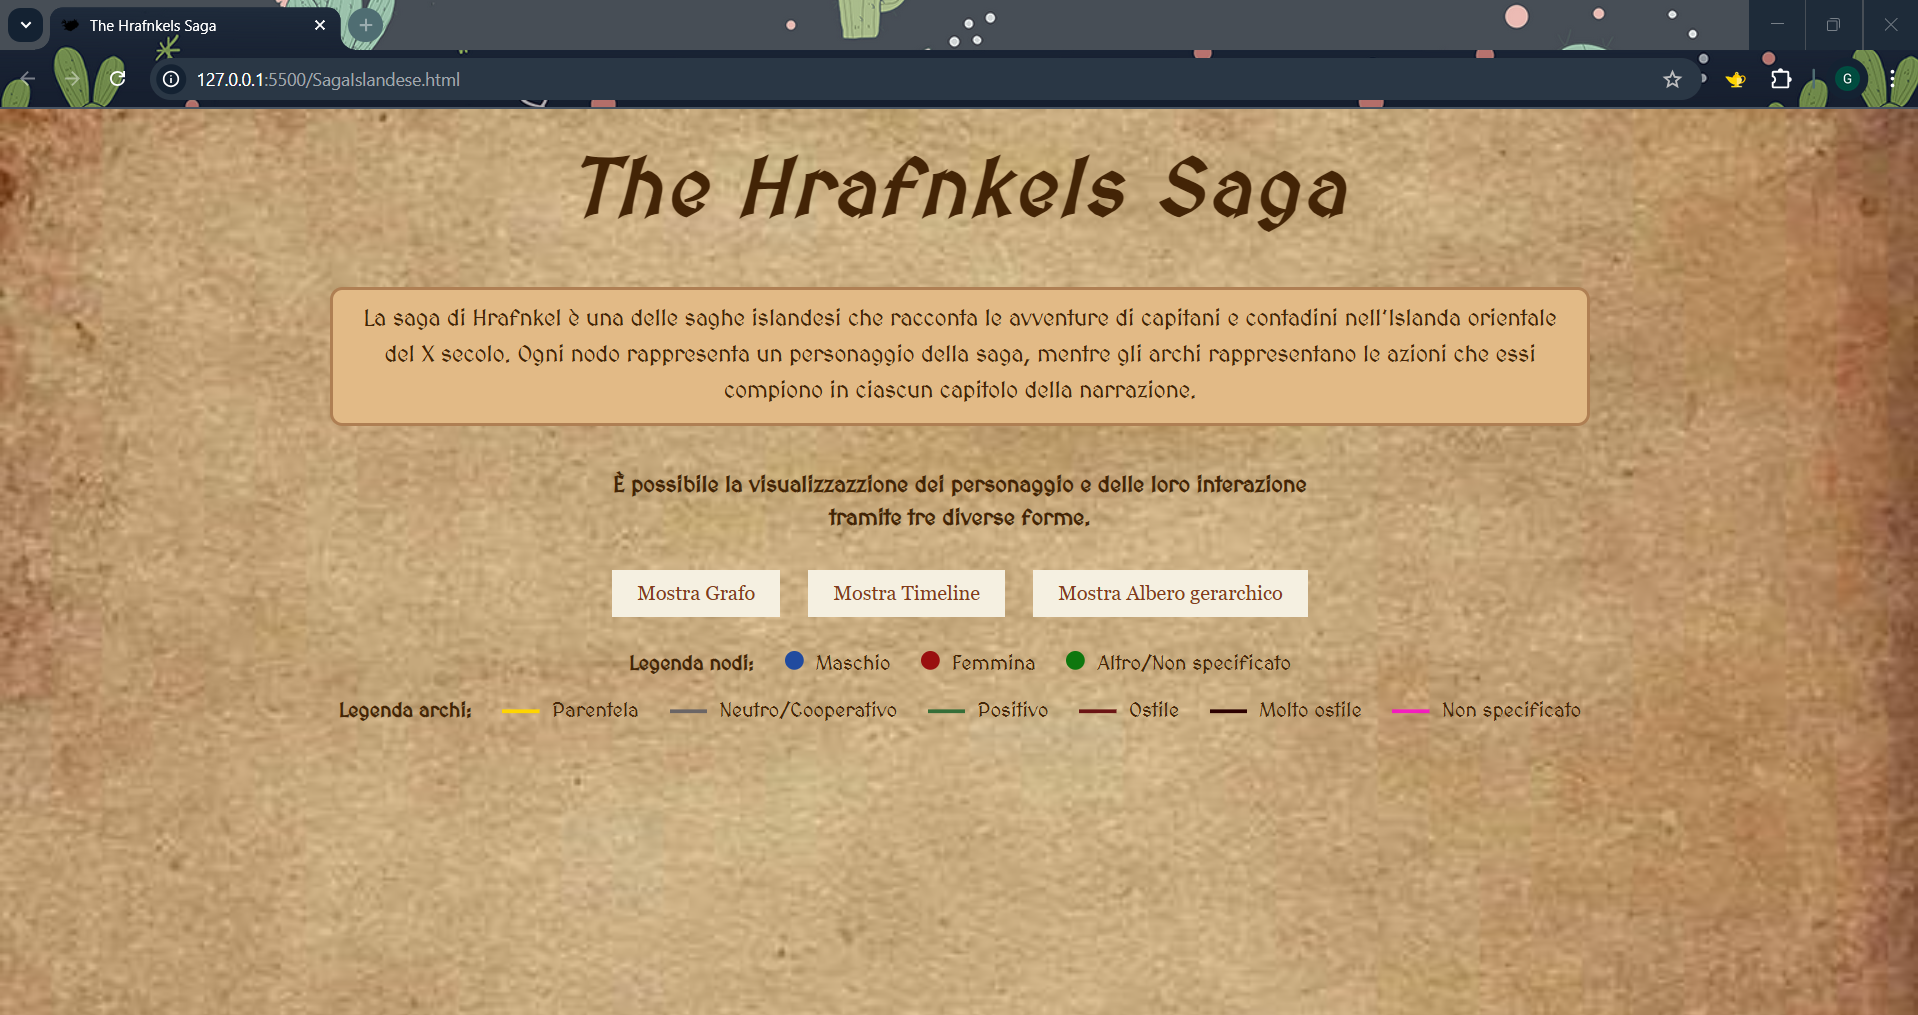 The Hrafnkels Saga
127.0.0.1:5500/SagaIslandese.html
G
The Hrafnkels Saga
La saga di Hrafnkel è una delle saghe islandesi che racconta le avventure di capitani e contadini nell'Islanda orientale
del X secolo. Ogni nodo rappresenta un personaggio della saga, mentre gli archi rappresentano le azioni che essi
compiono in ciascun capitolo della narrazione.
È possibile la visualizzazzione dei personaggio e delle loro interazione
tramite tre diverse forme.
Mostra Grafo Mostra Timeline Mostra Albero gerarchico
Legenda nodi: Maschio Femmina Altro/Non specificato
Legenda archi: Parentela Neutro/Cooperativo Positivo Ostile Molto ostile Non specificato